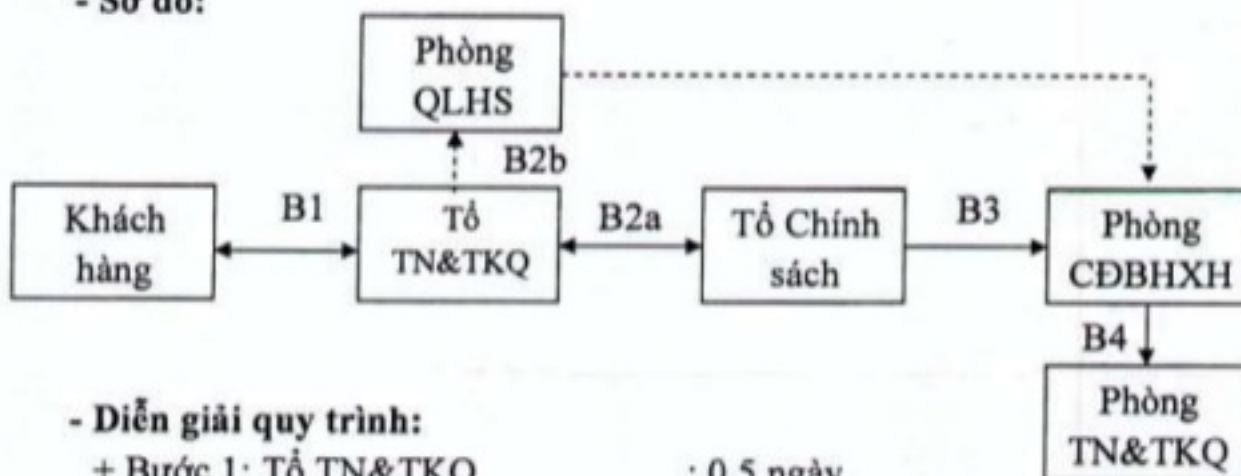 - Sơ đồ:
Phòng
QLHS
B2b
Khách
hàng
B1
Tổ
TN&TKQ
B2a
Tổ Chính
sách
B3
Phòng
CĐBHXH
B4
Phòng
TN&TKQ
- Diễn giải quy trình:
+ Bước 1: Tổ TN&TKQ : 0,5 ngày